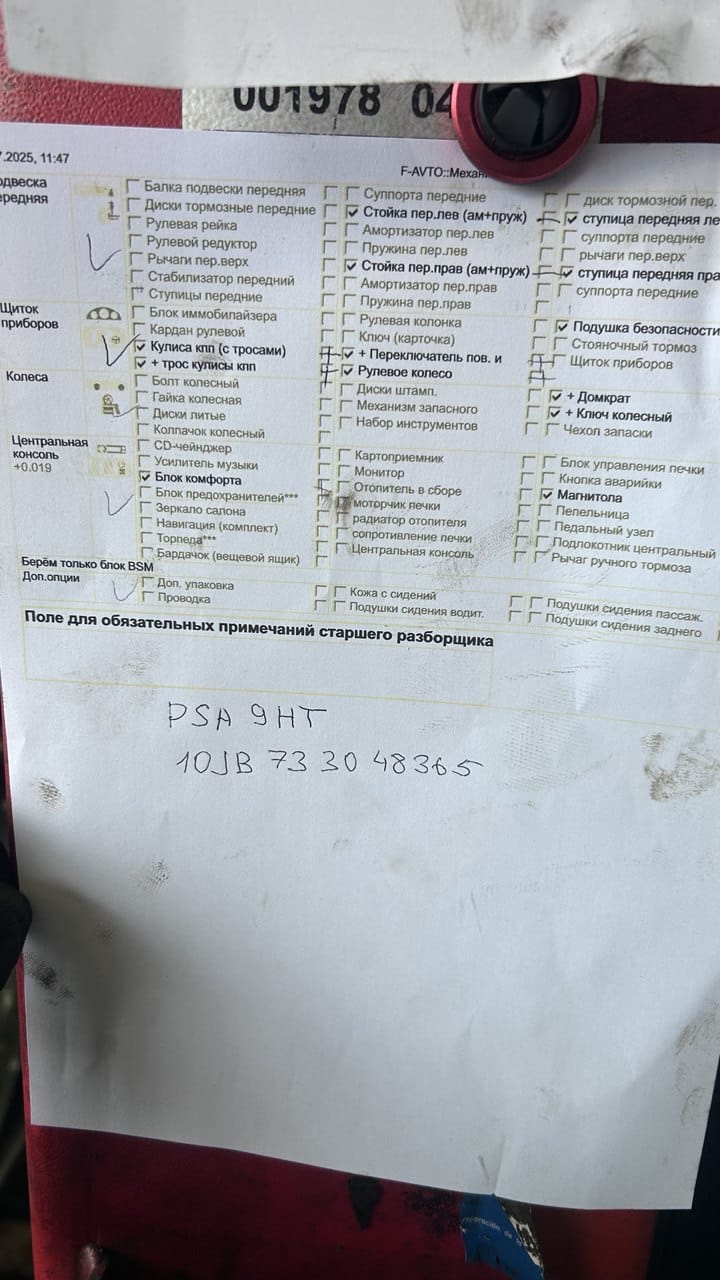 001978 04
7.2025, 11:47
F-AVTO::Механ
одвеска
ередняя
Балка подвески передняя
Диски тормозные передние
Рулевая рейка
Рулевой редуктор
Рычаги пер.верх
Стабилизатор передний
Ступицы передние
Суппорта передние
Стойка пер.лев (ам+пруж)
Амортизатор пер.лев
Пружина пер.лев
Стойка пер.прав (ам+пруж)
Амортизатор пер.прав
Пружина пер.прав
диск тормозной пер.
ступица передняя ле
суппорта передние
рычаги пер.верх
ступица передняя пра
суппорта передние
Щиток
приборов
Блок иммобилайзера
Кардан рулевой
Кулиса кпп (с тросами)
+ трос кулисы кпп
Рулевая колонка
Ключ (карточка)
+ Переключатель пов. и
Рулевое колесо
Подушка безопасности
Стояночный тормоз
Щиток приборов
Колеса
Болт колесный
Гайка колесная
Диски литые
Колпачок колесный
Диски штамп.
Механизм запасного
Набор инструментов
+ Домкрат
+ Ключ колесный
Чехол запаски
Центральная
консоль
+0.019
CD-чейнджер
Усилитель музыки
Блок комфорта
Блок предохранителей***
Зеркало салона
Навигация (комплект)
Торпеда***
Бардачок (вещевой ящик)
Картоприемник
Монитор
Отопитель в сборе
моторчик печки
радиатор отопителя
сопротивление печки
Центральная консоль
Блок управления печки
Кнопка аварийки
Магнитола
Пепельница
Педальный узел
Подлокотник центральный
Рычаг ручного тормоза
Берём только блок BSM
Доп.опции
Доп. упаковка
Проводка
Кожа с сидений
Подушки сидения водит.
Подушки сидения пассаж.
Подушки сидения заднего
Поле для обязательных примечаний старшего разборщика
PSA 9HT
10JB 73 30 48365